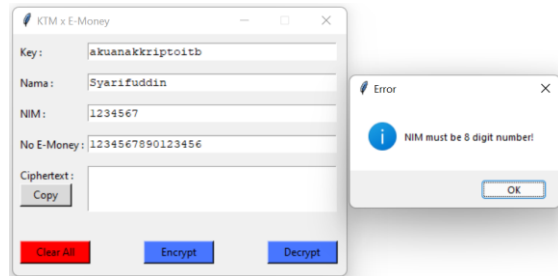 KTM x E-Money
Key :
akuanakkriptoitb
Nama :
Syarifuddin
NIM :
1234567
No E-Money :
1234567890123456
Ciphertext :
Copy
Clear All
Encrypt
Decrypt
Error
NIM must be 8 digit number!
OK